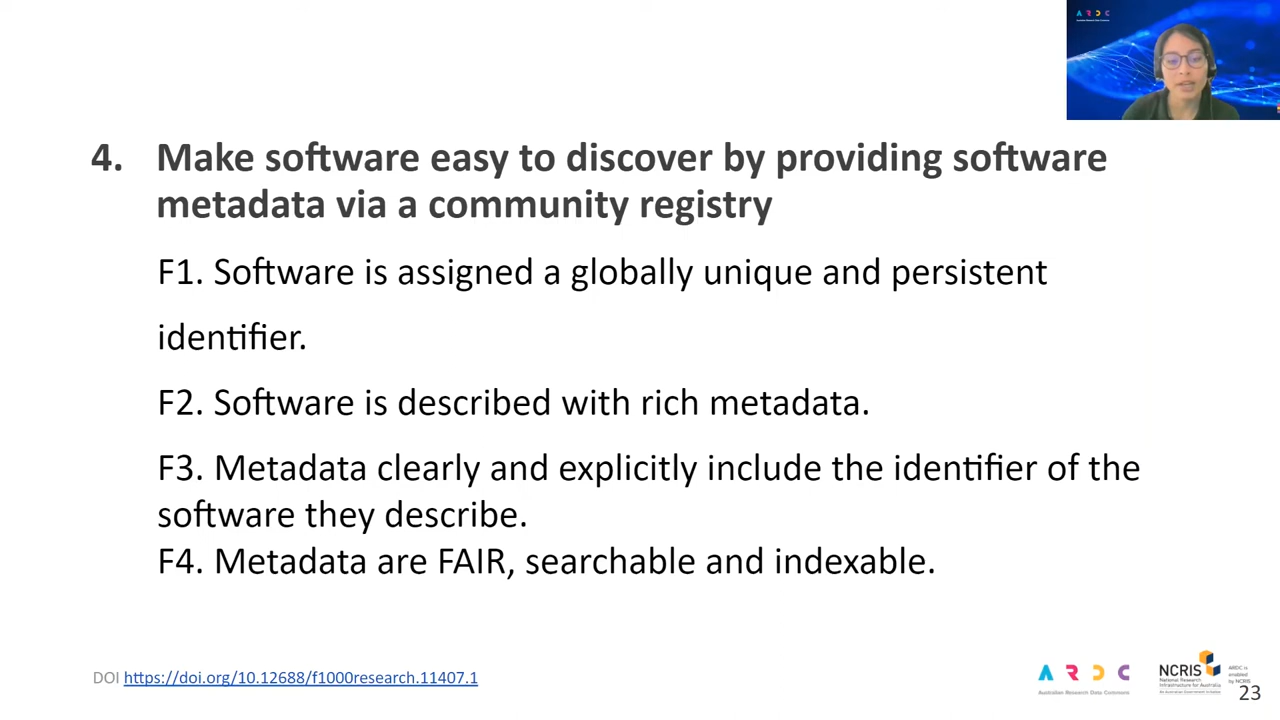 A R D C
4. Make software easy to discover by providing software
metadata via a community registry
F1. Software is assigned a globally unique and persistent
identifier.
F2. Software is described with rich metadata.
F3. Metadata clearly and explicitly include the identifier of the
software they describe.
F4. Metadata are FAIR, searchable and indexable.
DOI https://doi.org/10.12688/f1000research.11407.1
A R D C
Australian Research Data Commons
NCRIS
National Research
Infrastructure for Australia
An Australian Government Initiative
ARDC is
enabled
by NCRIS
23